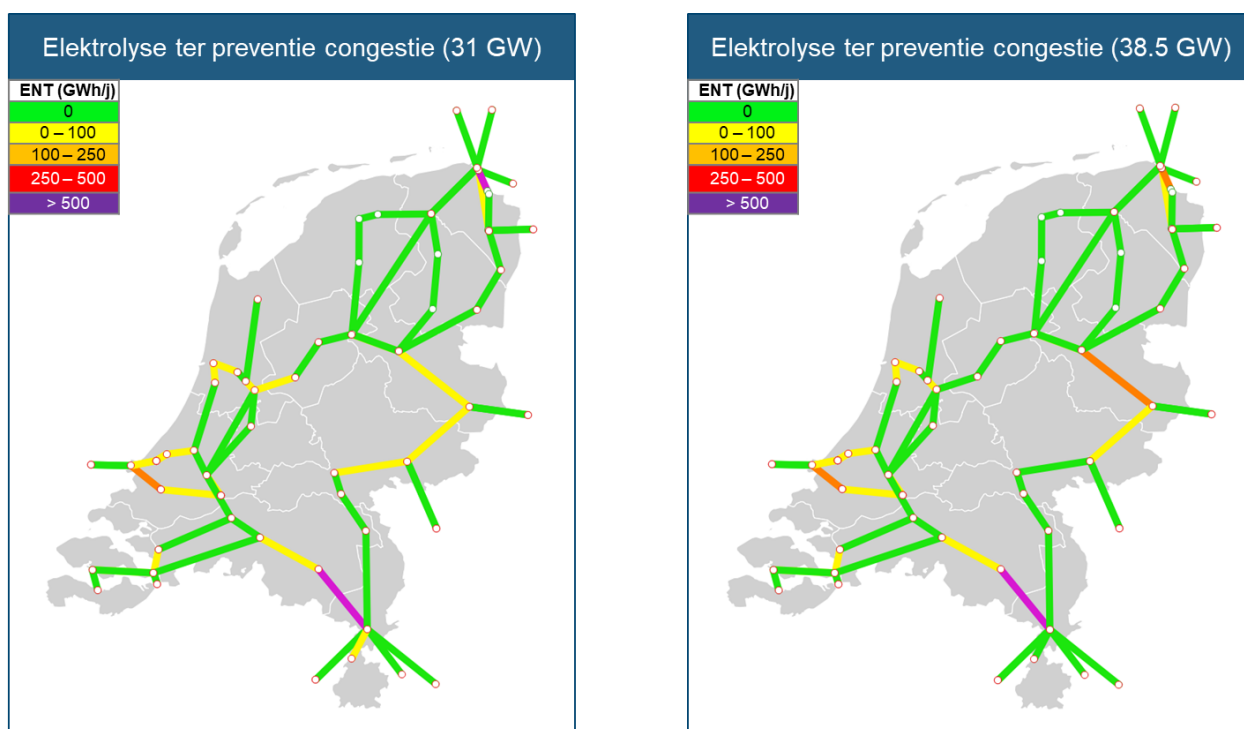 Elektrolyse ter preventie congestie (31 GW)
ENT (GWh/j)
0
0 – 100
100 – 250
250 – 500
> 500
Elektrolyse ter preventie congestie (38.5 GW)
ENT (GWh/j)
0
0 – 100
100 – 250
250 – 500
> 500